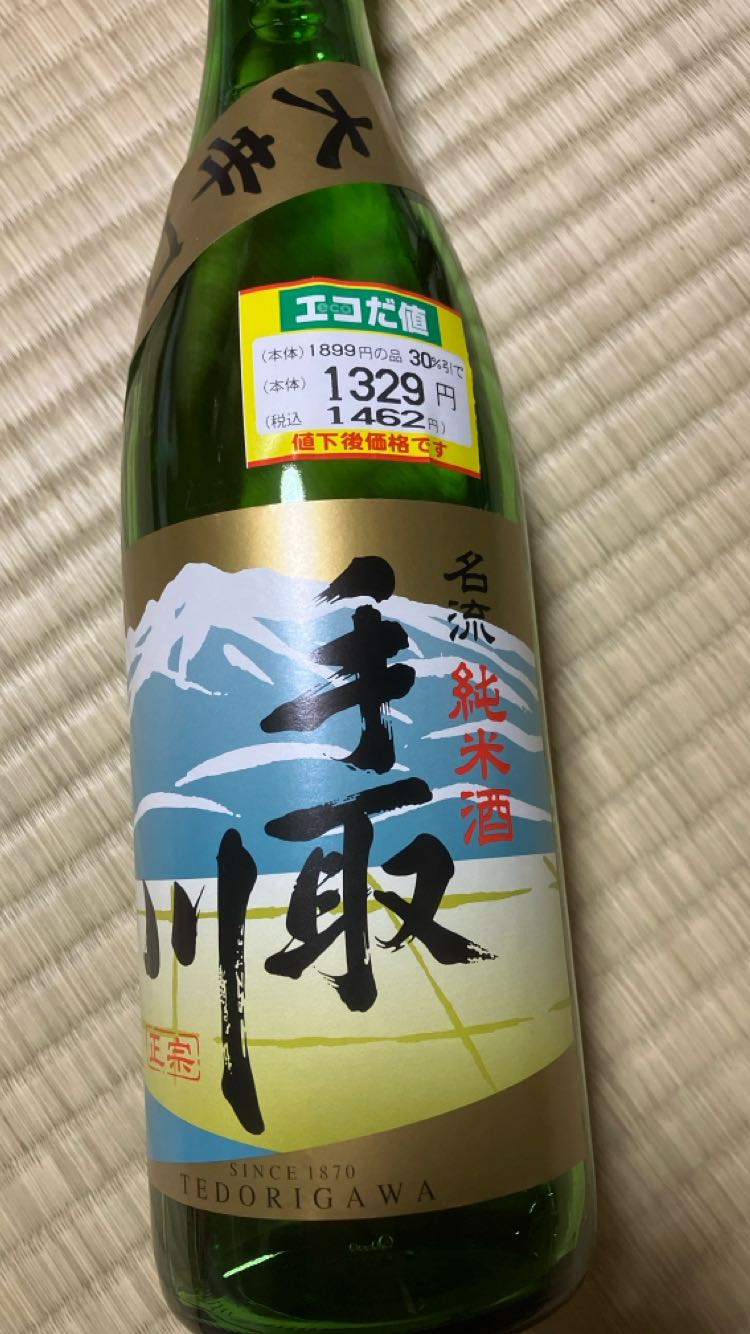 大辛口
エコだ値
eco
(本体)1899円の品 30%引で
(本体) 1329円
(税込 1462円)
値下後価格です
名流
純米酒
手取川
正宗
SINCE 1870
TEDORIGAWA